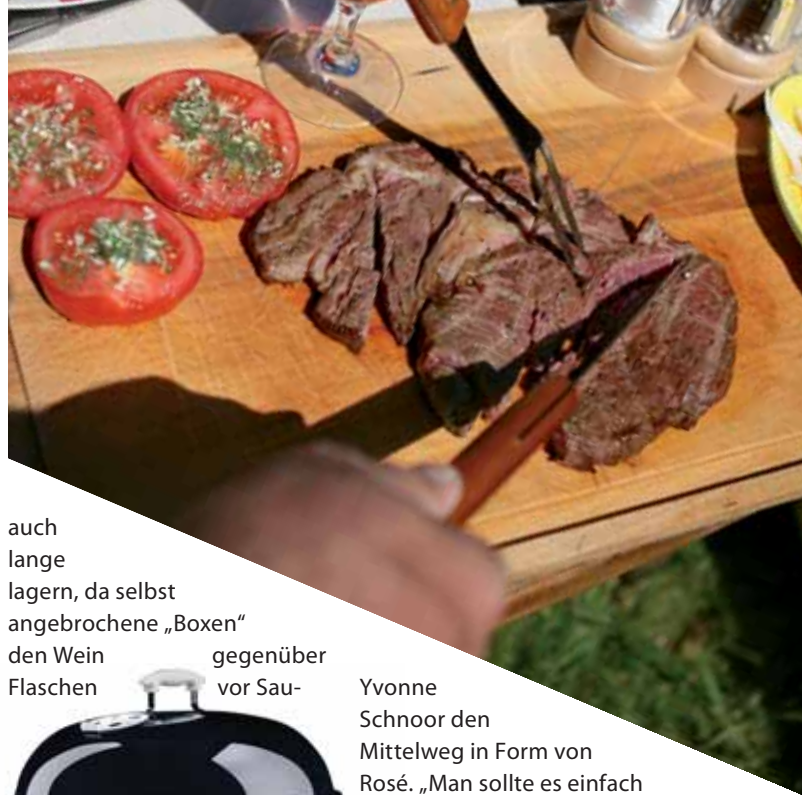 auch
lange
lagern, da selbst
angebrochene „Boxen“
den Wein gegenüber
Flaschen vor Sau-
Yvonne
Schnoor den
Mittelweg in Form von
Rosé. „Man sollte es einfach